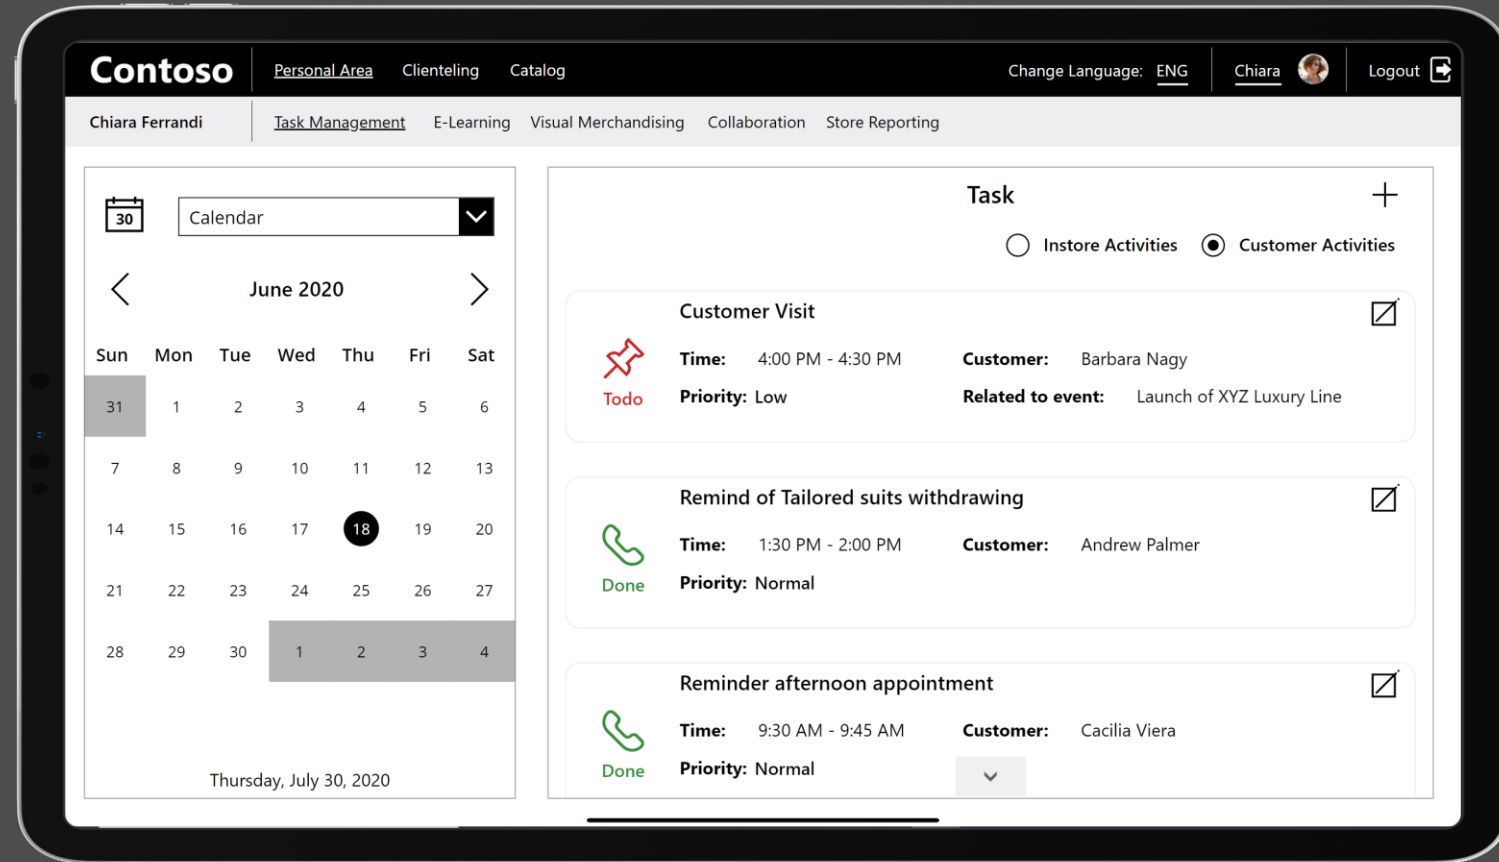 Contoso Personal Area Clienteling Catalog Change Language: ENG Chiara Logout
Chiara Ferrandi Task Management E-Learning Visual Merchandising Collaboration Store Reporting
30 Calendar
June 2020
Sun Mon Tue Wed Thu Fri Sat
31 1 2 3 4 5 6
7 8 9 10 11 12 13
14 15 16 17 18 19 20
21 22 23 24 25 26 27
28 29 30 1 2 3 4
Thursday, July 30, 2020
Task
Instore Activities Customer Activities
Customer Visit
Time: 4:00 PM - 4:30 PM Customer: Barbara Nagy
Todo Priority: Low Related to event: Launch of XYZ Luxury Line
Remind of Tailored suits withdrawing
Time: 1:30 PM - 2:00 PM Customer: Andrew Palmer
Done Priority: Normal
Reminder afternoon appointment
Time: 9:30 AM - 9:45 AM Customer: Cacilia Viera
Done Priority: Normal